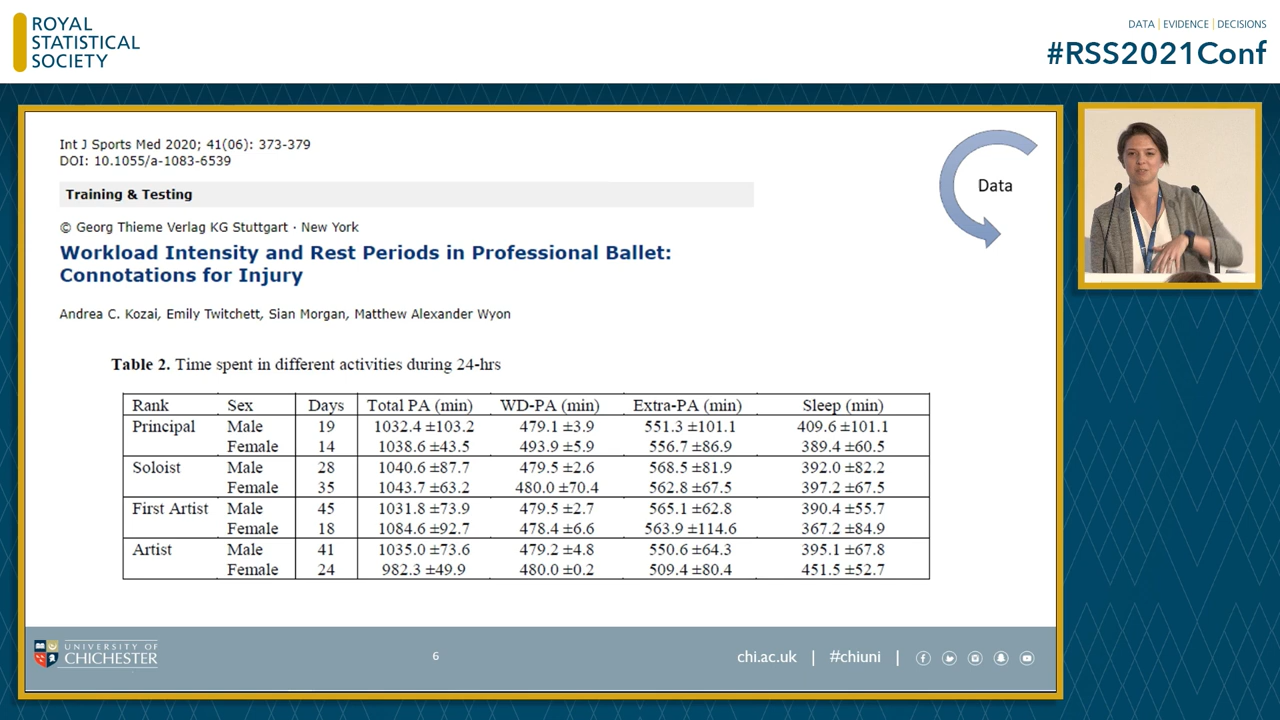 ROYAL
STATISTICAL
SOCIETY
DATA | EVIDENCE | DECISIONS
#RSS2021Conf
Int J Sports Med 2020; 41(06): 373-379
DOI: 10.1055/a-1083-6539
Data
Training & Testing
© Georg Thieme Verlag KG Stuttgart · New York
Workload Intensity and Rest Periods in Professional Ballet:
Connotations for Injury
Andrea C. Kozai, Emily Twitchett, Sian Morgan, Matthew Alexander Wyon
Table 2. Time spent in different activities during 24-hrs
Rank Sex Days Total PA (min) WD-PA (min) Extra-PA (min) Sleep (min)
Principal Male 19 1032.4 ±103.2 479.1 ±3.9 551.3 ±101.1 409.6 ±101.1
Female 14 1038.6 ±43.5 493.9 ±5.9 556.7 ±86.9 389.4 ±60.5
Soloist Male 28 1040.6 ±87.7 479.5 ±2.6 568.5 ±81.9 392.0 ±82.2
Female 35 1043.7 ±63.2 480.0 ±70.4 562.8 ±67.5 397.2 ±67.5
First Artist Male 45 1031.8 ±73.9 479.5 ±2.7 565.1 ±62.8 390.4 ±55.7
Female 18 1084.6 ±92.7 478.4 ±6.6 563.9 ±114.6 367.2 ±84.9
Artist Male 41 1035.0 ±73.6 479.2 ±4.8 550.6 ±64.3 395.1 ±67.8
Female 24 982.3 ±49.9 480.0 ±0.2 509.4 ±80.4 451.5 ±52.7
UNIVERSITY OF
CHICHESTER
6
chi.ac.uk | #chiuni |